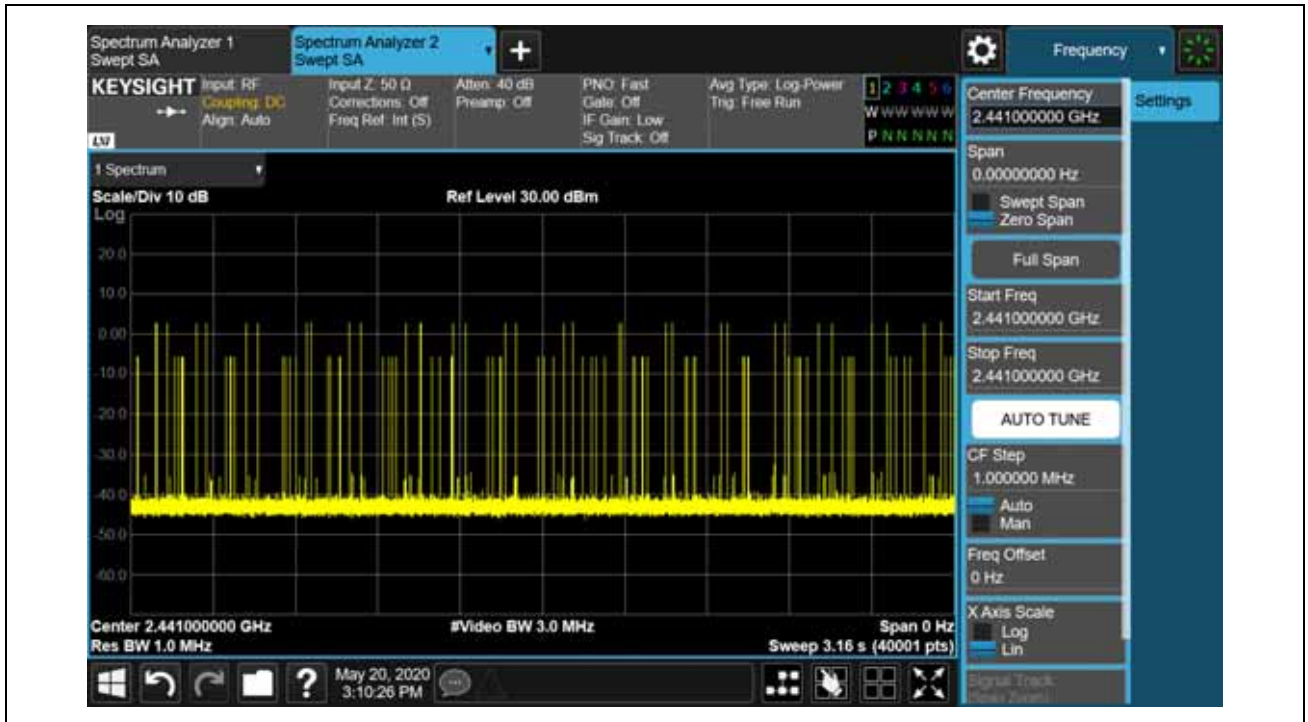 Spectrum Analyzer 1
Swept SA
Spectrum Analyzer 2
Swept SA
Frequency
KEYSIGHT
Input: RF
Coupling: DC
Align: Auto
Input Z: 50 Ω
Corrections: Off
Freq Ref: Int (S)
Atten: 40 dB
Preamp: Off
PNO: Fast
Gate: Off
IF Gain: Low
Sig Track: Off
Avg Type: Log-Power
Trig: Free Run
1 2 3 4 5 6
W W W W W W
P N N N N N
LXI
Center Frequency
2.441000000 GHz
Settings
Span
0.00000000 Hz
Swept Span
Zero Span
Full Span
Start Freq
2.441000000 GHz
Stop Freq
2.441000000 GHz
AUTO TUNE
CF Step
1.000000 MHz
Auto
Man
Freq Offset
0 Hz
X Axis Scale
Log
Lin
Signal Track
(Span Zoom)
1 Spectrum
Scale/Div 10 dB
Ref Level 30.00 dBm
Log
20.0
10.0
0.00
-10.0
-20.0
-30.0
-40.0
-50.0
-60.0
Center 2.441000000 GHz
#Video BW 3.0 MHz
Span 0 Hz
Res BW 1.0 MHz
Sweep 3.16 s (40001 pts)
?
May 20, 2020
3:10:26 PM